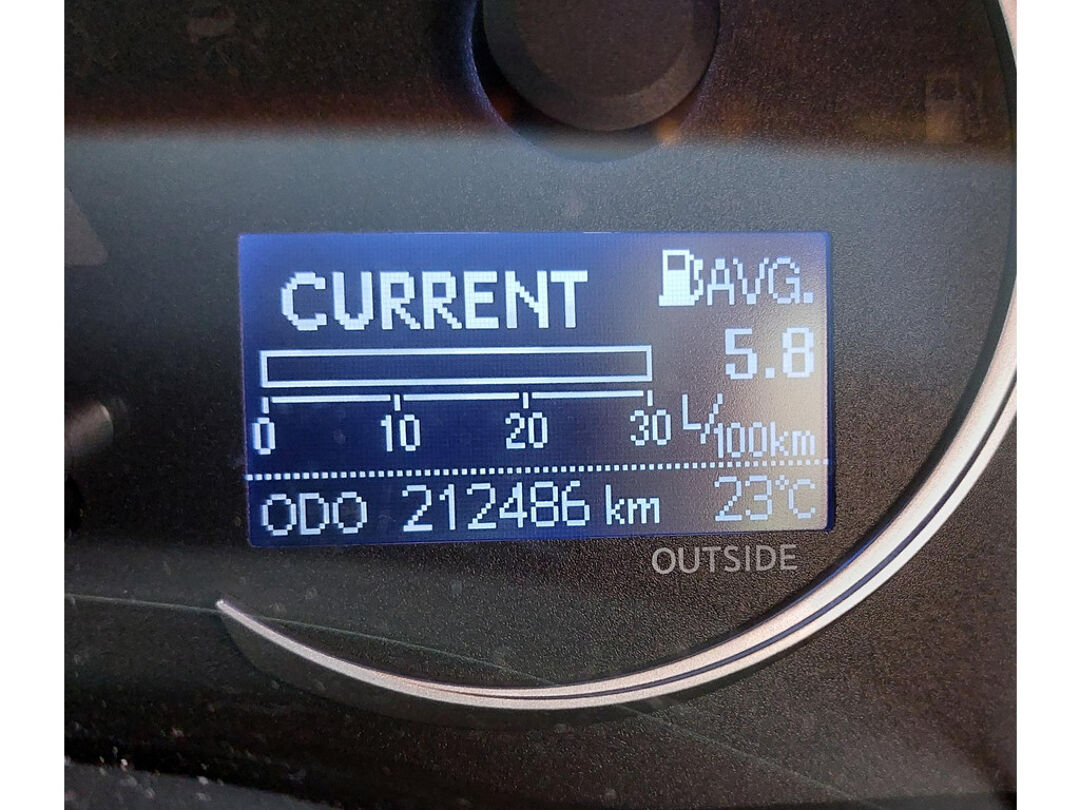 CURRENT
AVG.
5.8
0 10 20 30
L/100km
ODO 212486 km
23°C
OUTSIDE